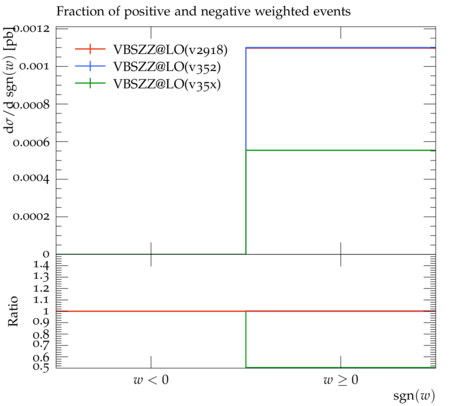 Fraction of positive and negative weighted events
dσ/d sgn(w) [pb]
0.0012
0.001
0.0008
0.0006
0.0004
0.0002
0
VBSZZ@LO(v2918)
VBSZZ@LO(v352)
VBSZZ@LO(v35x)
Ratio
1.4
1.3
1.2
1.1
1
0.9
0.8
0.7
0.6
0.5
w < 0
w ≥ 0
sgn(w)